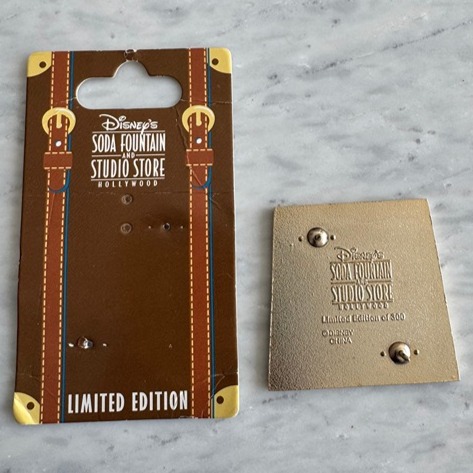 Disney's
SODA FOUNTAIN
AND
STUDIO STORE
HOLLYWOOD
LIMITED EDITION
Disney's
SODA FOUNTAIN
AND
STUDIO STORE
HOLLYWOOD
Limited Edition of 300
© DISNEY
CHINA